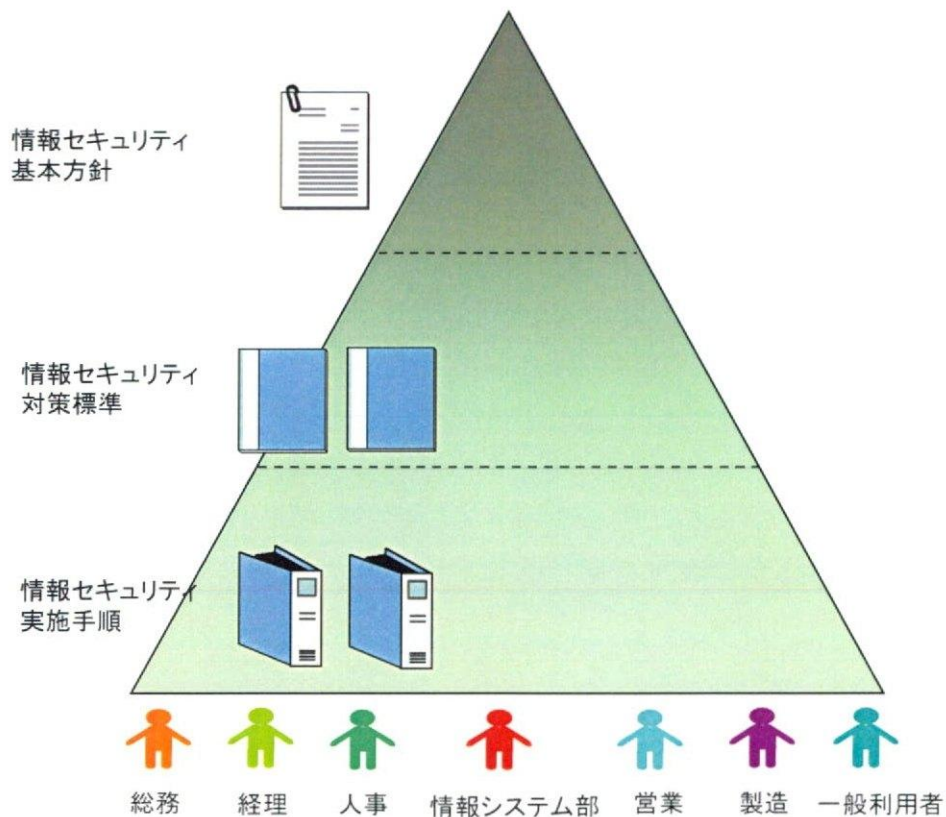 情報セキュリティ
基本方針
情報セキュリティ
対策標準
情報セキュリティ
実施手順
総務 経理 人事 情報システム部 営業 製造 一般利用者